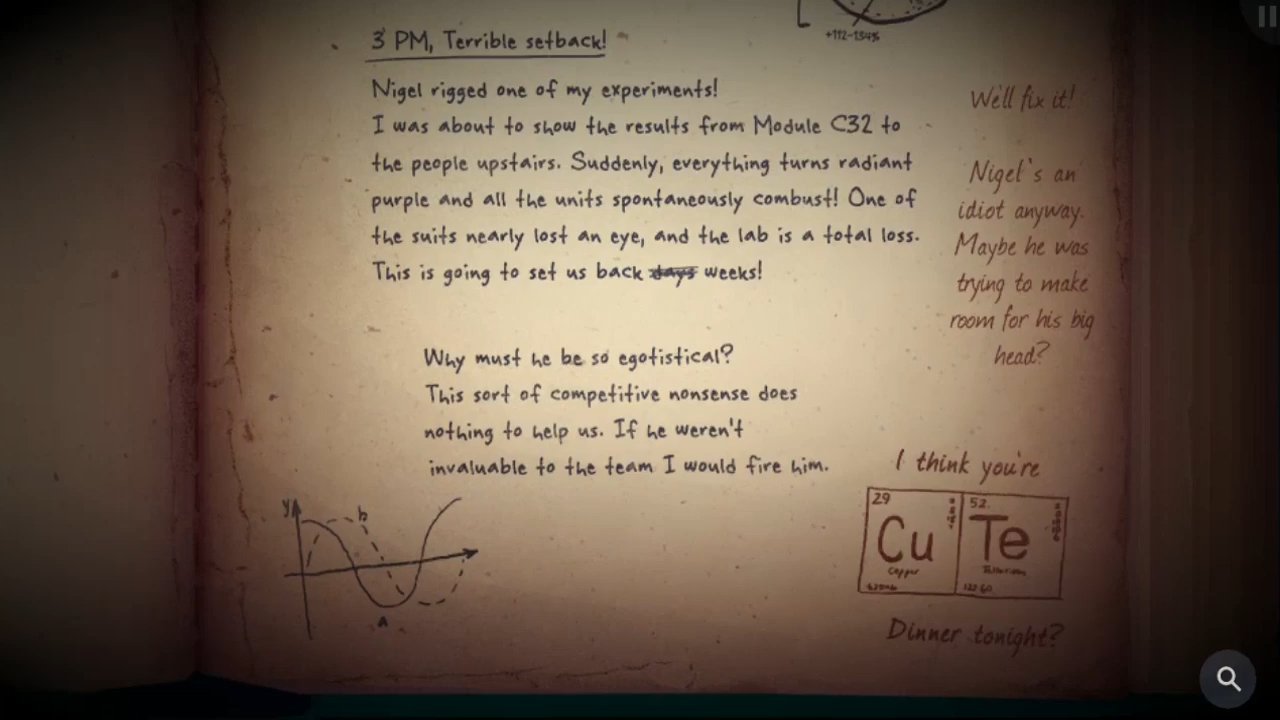 +112-134%
3 PM, Terrible setback!
Nigel rigged one of my experiments!
I was about to show the results from Module C32 to
the people upstairs. Suddenly, everything turns radiant
purple and all the units spontaneously combust! One of
the suits nearly lost an eye, and the lab is a total loss.
This is going to set us back days weeks!
Why must he be so egotistical?
This sort of competitive nonsense does
nothing to help us. If he weren't
invaluable to the team I would fire him.
y
b
a
We'll fix it!
Nigel's an
idiot anyway.
Maybe he was
trying to make
room for his big
head?
I think you're
29 52
Cu Te
Copper Tellurium
Dinner tonight?